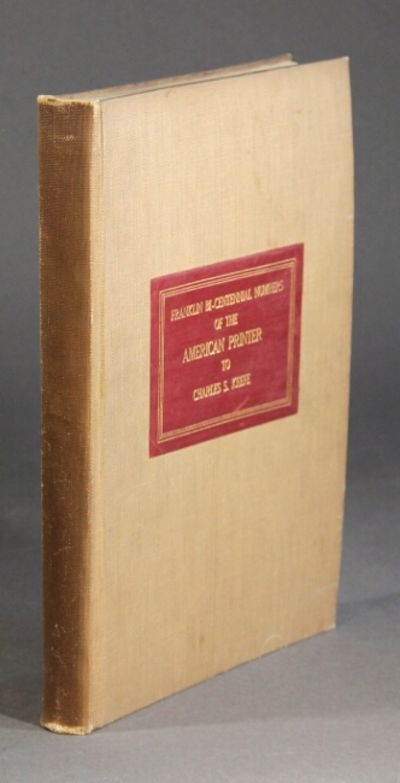 FRANKLIN BI-CENTENNIAL NUMBERS
OF THE
AMERICAN PRINTER
TO
CHARLES S. KEEFE